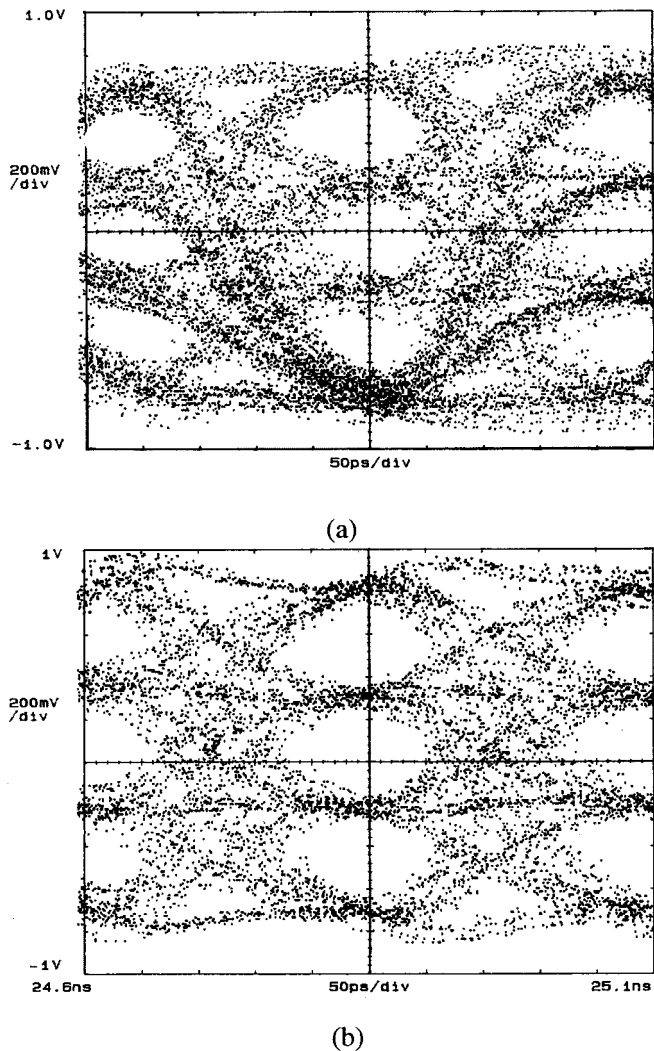 1.0V
200mV
/div
-1.0V
50ps/div
(a)
1V
200mV
/div
-1V
24.6ns
50ps/div
25.1ns
(b)